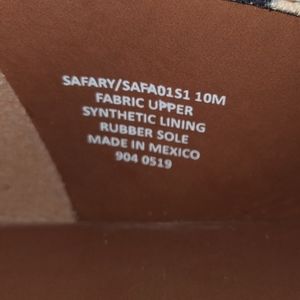 SAFARY/SAFA01S1 10M
FABRIC UPPER
SYNTHETIC LINING
RUBBER SOLE
MADE IN MEXICO
904 0519